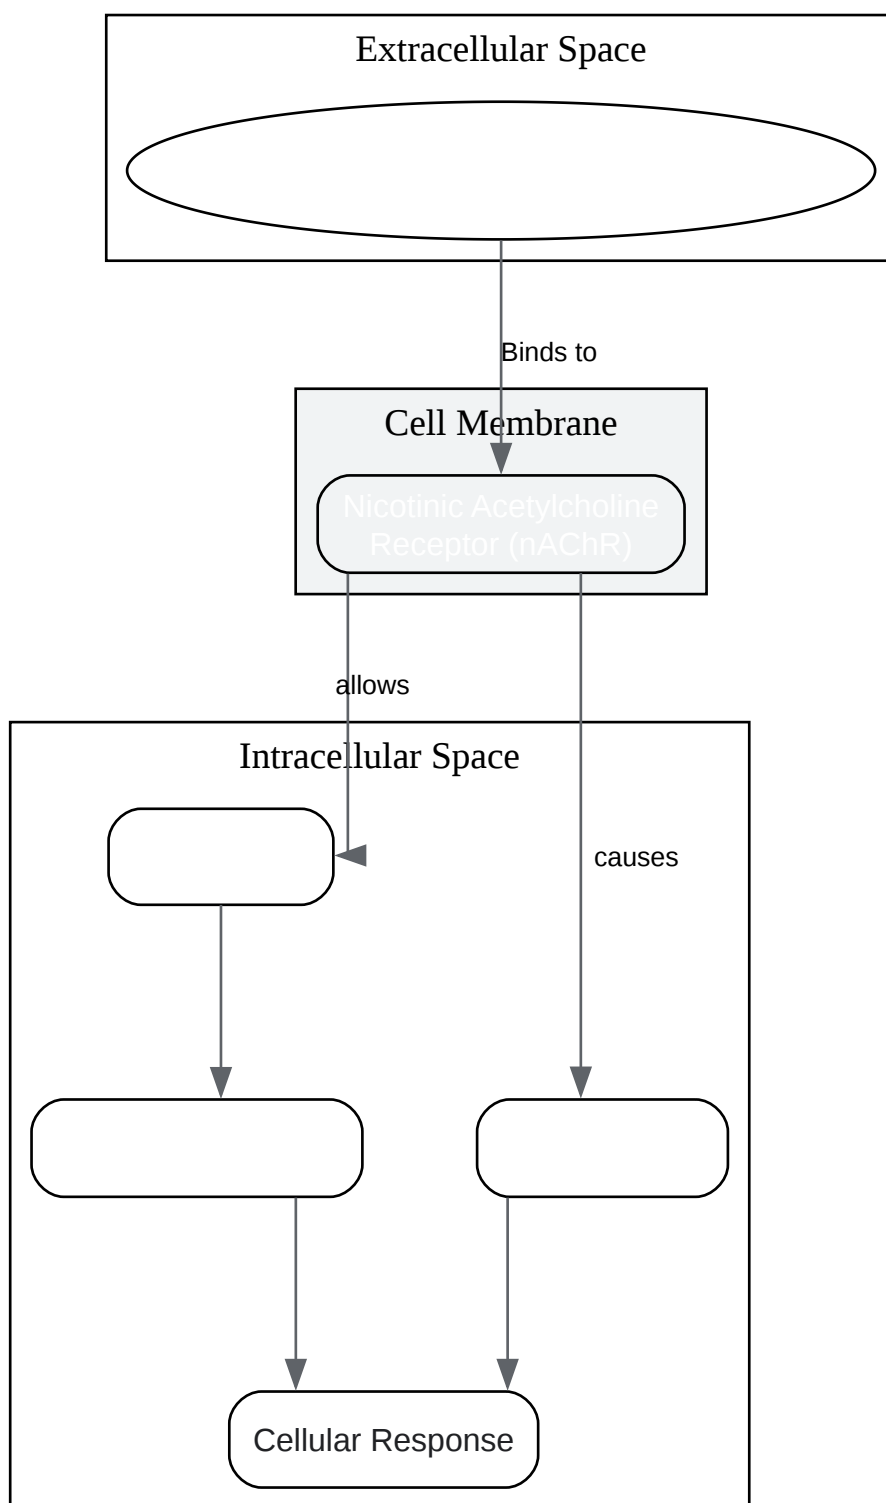 Extracellular Space
Binds to
Cell Membrane
Nicotinic Acetylcholine
Receptor (nAChR)
allows
Intracellular Space
causes
Cellular Response